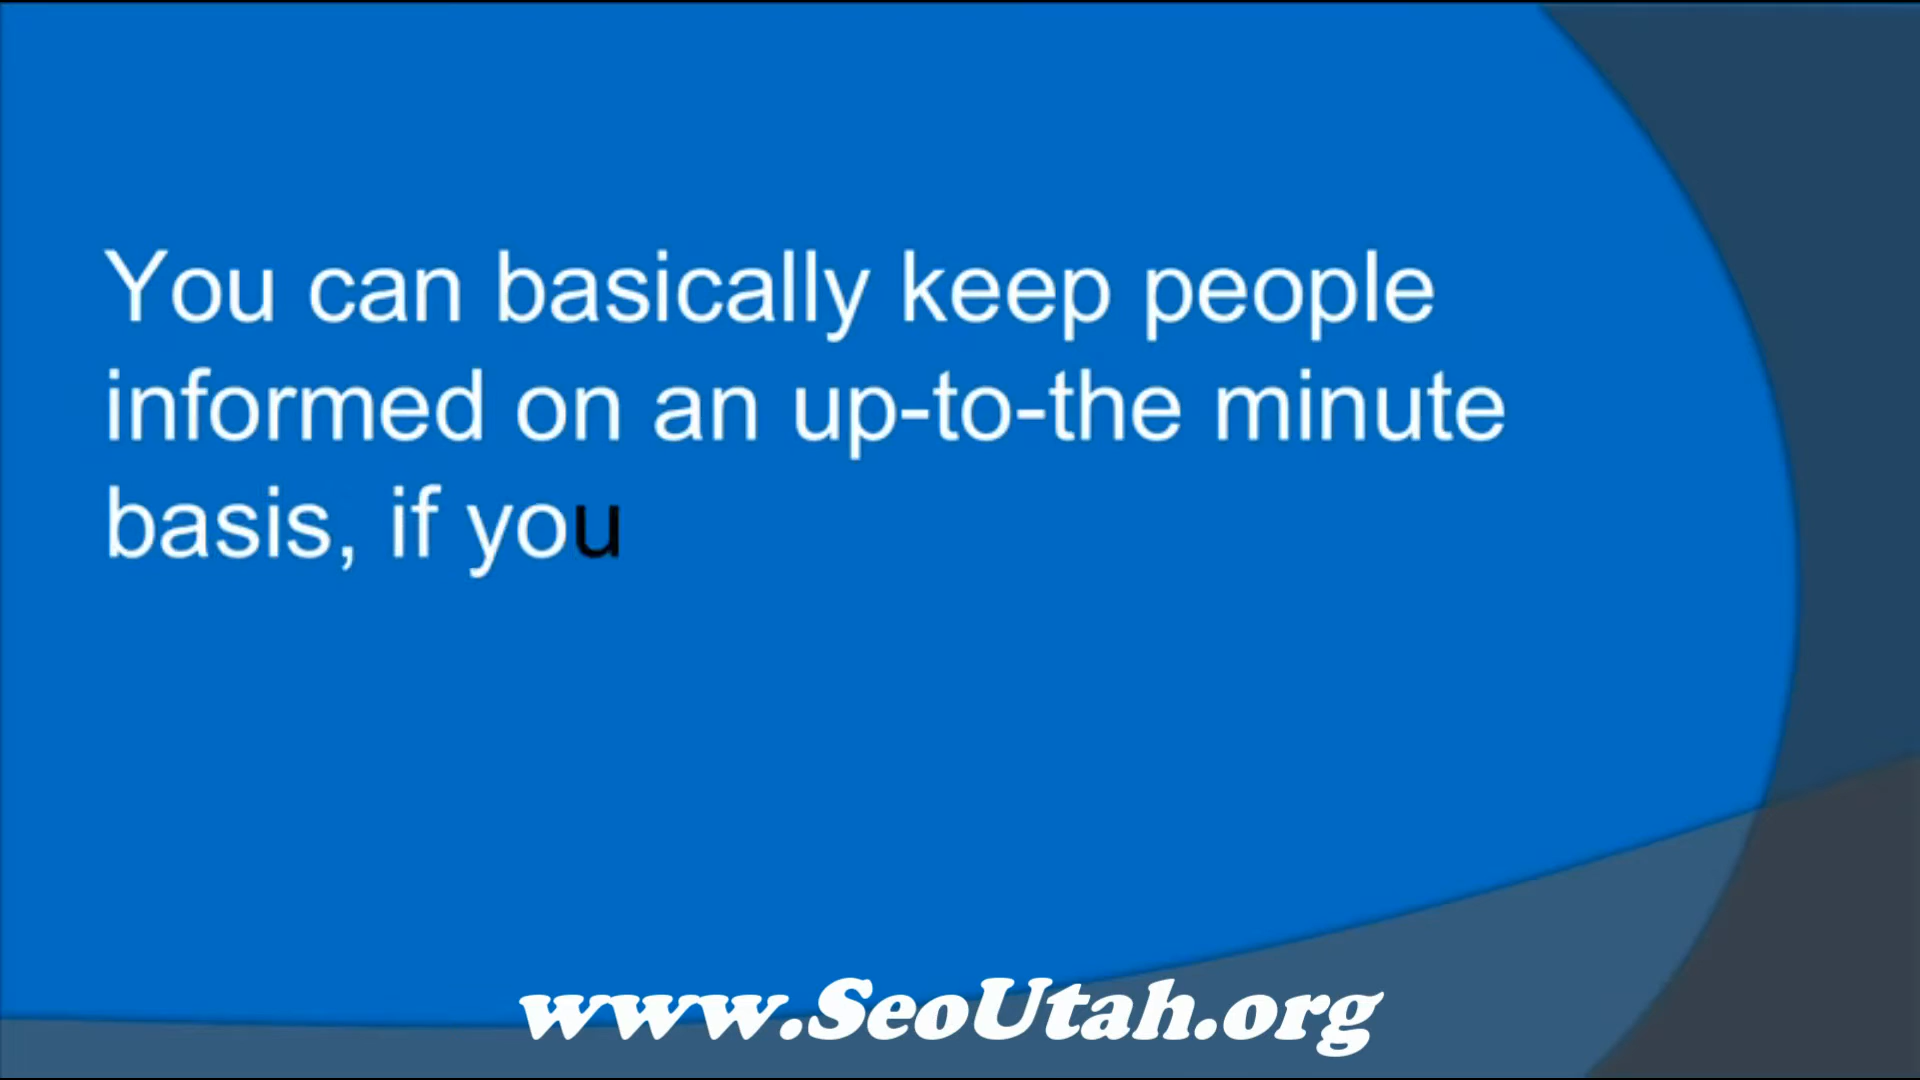 You can basically keep people
informed on an up-to-the minute
basis, if you
www.SeoUtah.org